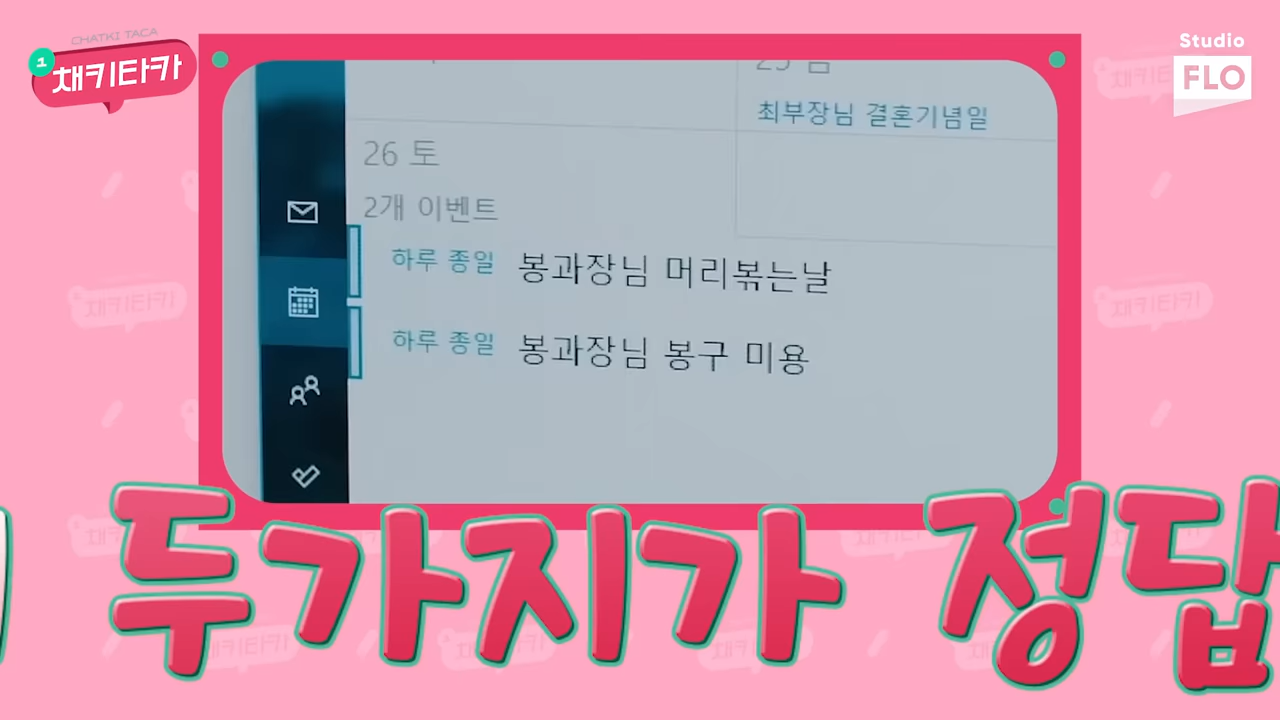 CHATKI TACA
1
채키타카
Studio
FLO
최부장님 결혼기념일
26 토
2개 이벤트
하루 종일 봉과장님 머리볶는날
하루 종일 봉과장님 봉구 미용
두가지가 정답